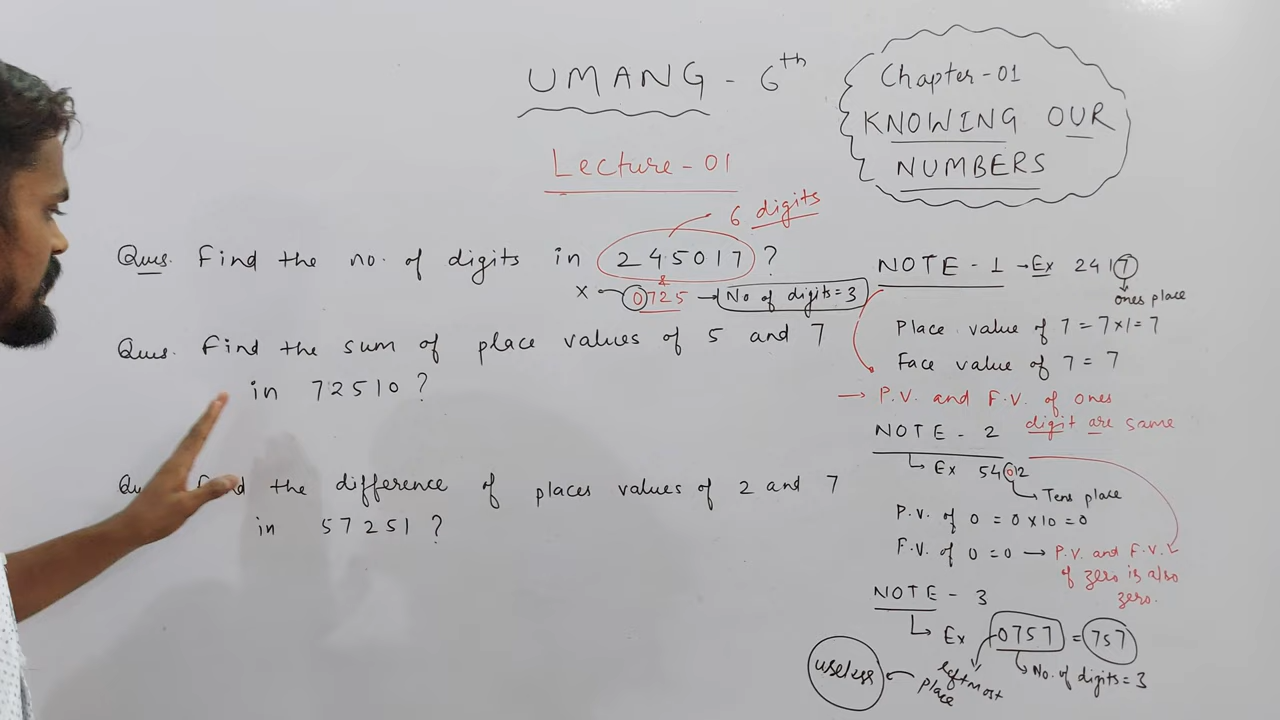 UMANG - 6th
Chapter-01
KNOWING OUR
NUMBERS
Lecture-01
6 digits
Ques. Find the no. of digits in 245017 ?
x 0725 → No of digits=3
Ques. Find the sum of place values of 5 and 7
in 72510 ?
Find the difference of places values of 2 and 7
in 57251 ?
NOTE-1 → Ex 2417
ones place
Place value of 7 = 7×1=7
Face value of 7 = 7
→ P.V. and F.V. of ones
digit are same
NOTE-2
Ex 5402
Tens place
P.V. of 0 = 0×10=0
F.V. of 0=0 → P.V. and F.V.
of zero is also
zero.
NOTE-3
Ex 0757 = 757
No. of digits=3
leftmost
place
useless